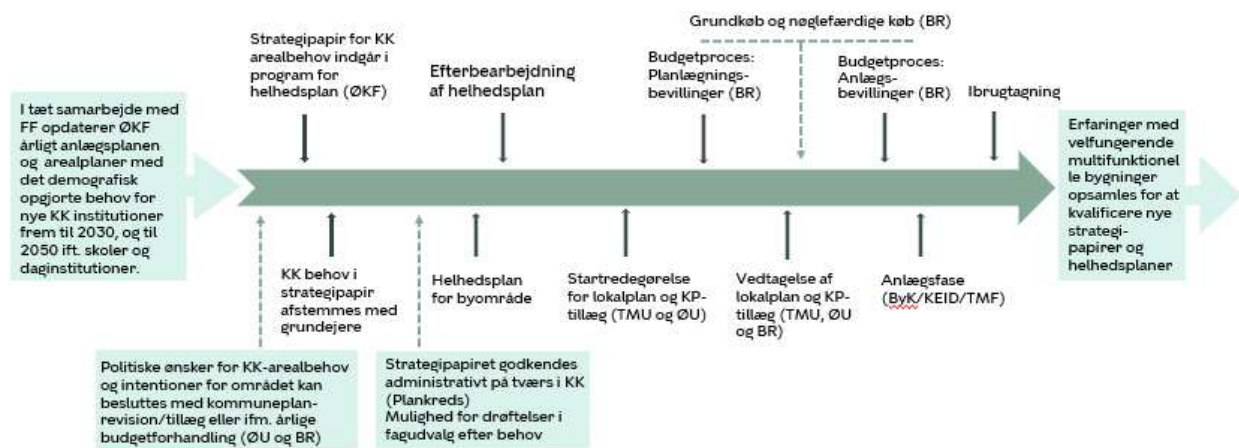 I tæt samarbejde med
FF opdaterer ØKF
årligt anlægsplanen
og arealplaner med
det demografisk
opgjorte behov for
nye KK institutioner
frem til 2030, og til
2050 ift. skoler og
daginstitutioner.
Strategipapir for KK
arealbehov indgår i
program for
helhedsplan (ØKF)
Efterbearbejdning
af helhedsplan
Grundkøb og nøglefærdige køb (BR)
Budgetproces:
Planlægnings-
bevillinger (BR)
Budgetproces:
Anlægs-
bevillinger (BR)
Ibrugtagning
KK behov i
strategipapir
afstemmes med
grundejere
Helhedsplan
for byområde
Startredegørelse
for lokalplan og KP-
tillæg (TMU og ØU)
Vedtagelse af
lokalplan og KP-
tillæg (TMU, ØU
og BR)
Anlægsfase
(ByK/KEID/TMF)
Politiske ønsker for KK-arealbehov
og intentioner for området kan
besluttes med kommuneplan-
revision/tillæg eller ifm. årlige
budgetforhandling (ØU og BR)
Strategipapiret godkendes
administrativt på tværs i KK
(Plankreds)
Mulighed for drøftelser i
fagudvalg efter behov
Erfaringer med
velfungerende
multifunktionel
le bygninger
opsamles for at
kvalificere nye
strategi-
papirer og
helhedsplaner